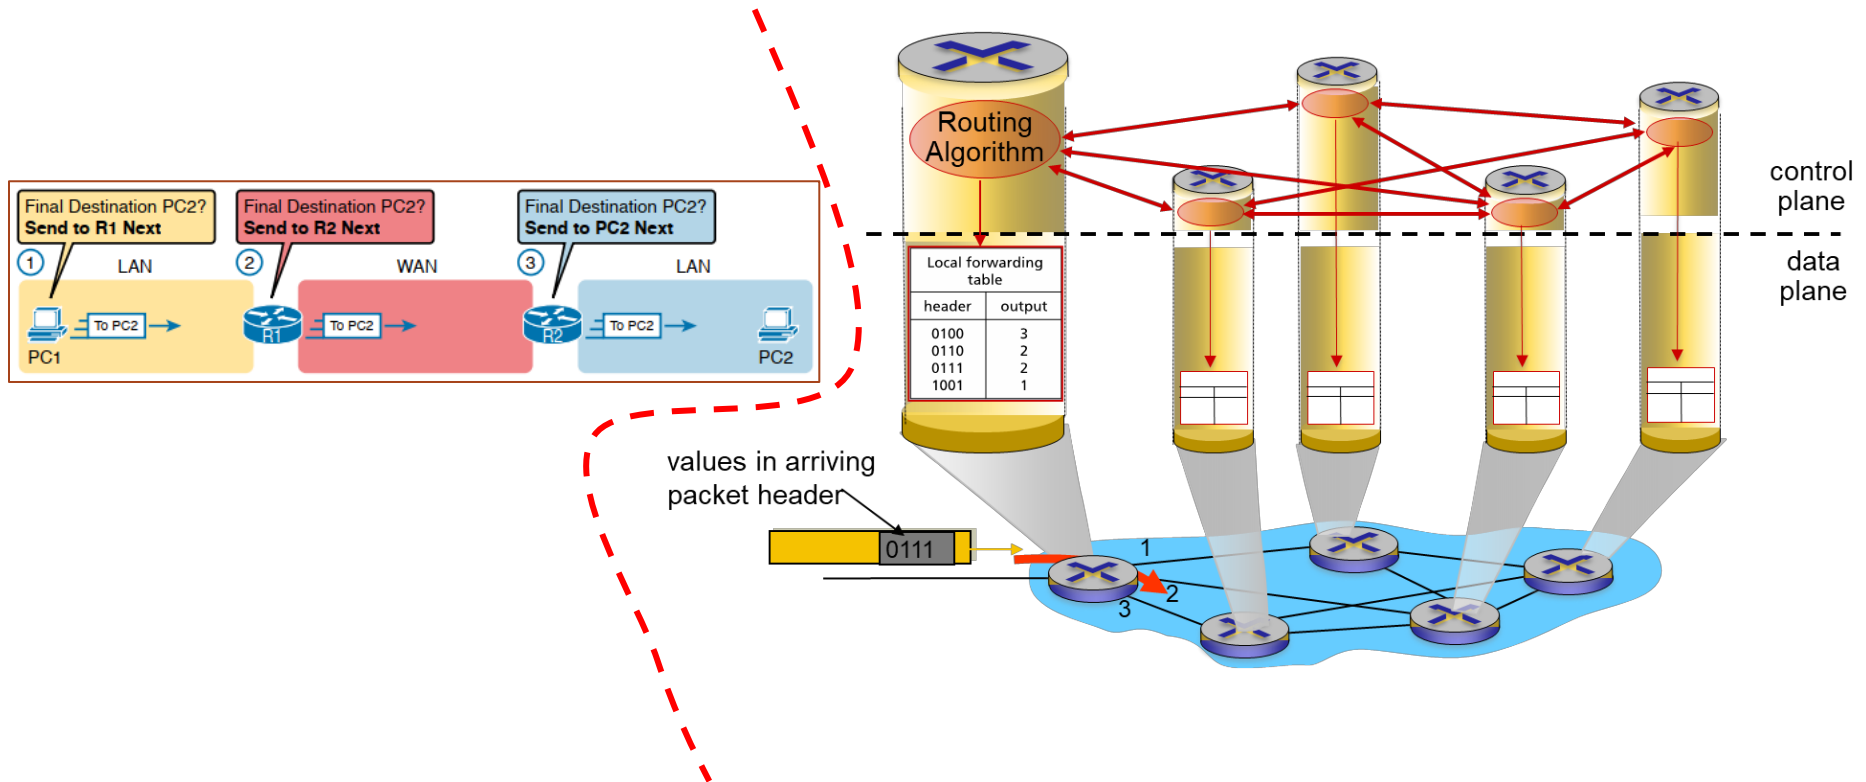 Final Destination PC2?
Send to R1 Next
Final Destination PC2?
Send to R2 Next
Final Destination PC2?
Send to PC2 Next
1
LAN
2
WAN
3
LAN
To PC2
R1
To PC2
R2
To PC2
PC1
PC2
Routing
Algorithm
control
plane
data
plane
Local forwarding
table
header output
0100 3
0110 2
0111 2
1001 1
values in arriving
packet header
0111
1
2
3